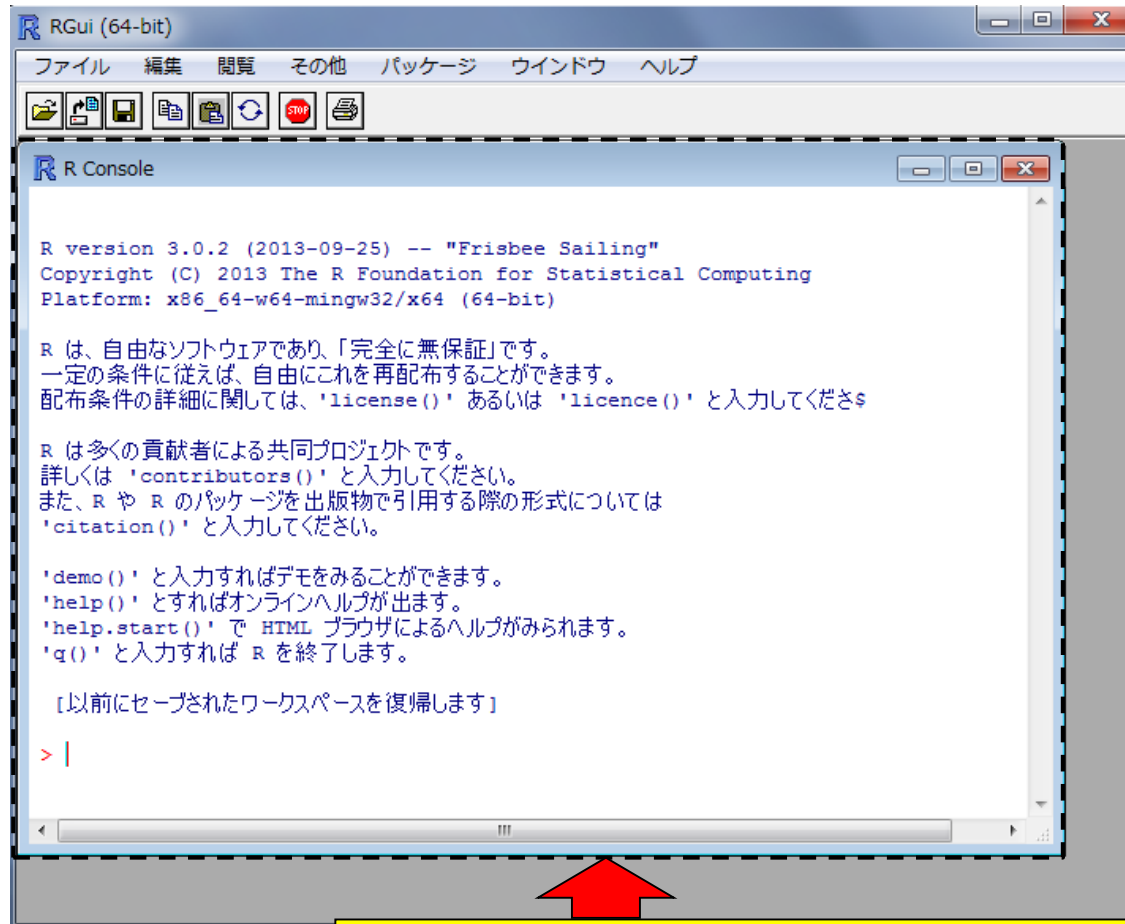 RGui (64-bit)
ファイル 編集 閲覧 その他 パッケージ ウインドウ ヘルプ
STOP
R Console
R version 3.0.2 (2013-09-25) -- "Frisbee Sailing"
Copyright (C) 2013 The R Foundation for Statistical Computing
Platform: x86_64-w64-mingw32/x64 (64-bit)
R は、自由なソフトウェアであり、「完全に無保証」です。
一定の条件に従えば、自由にこれを再配布することができます。
配布条件の詳細に関しては、'license()' あるいは 'licence()' と入力してくださ$
R は多くの貢献者による共同プロジェクトです。
詳しくは 'contributors()' と入力してください。
また、R や R のパッケージを出版物で引用する際の形式については
'citation()' と入力してください。
'demo()' と入力すればデモをみることができます。
'help()' とすればオンラインヘルプが出ます。
'help.start()' で HTML ブラウザによるヘルプがみられます。
'q()' と入力すれば R を終了します。
[以前にセーブされたワークスペースを復帰します]
>